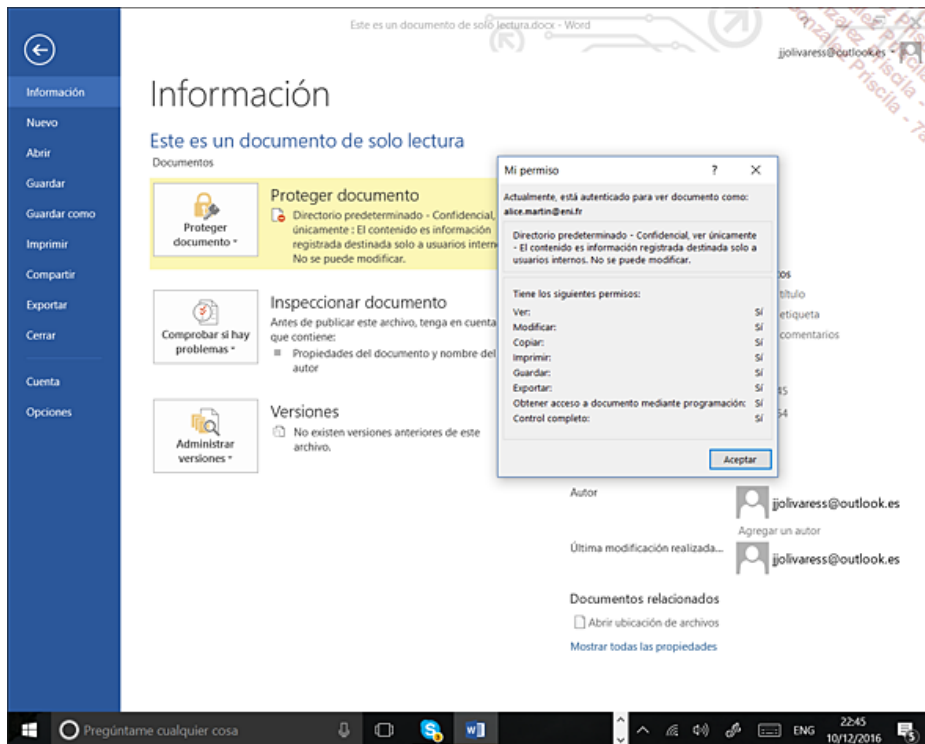 Este es un documento de solo lectura.docx - Word
jjolivaress@outlook.es
Información
Nuevo
Abrir
Guardar
Guardar como
Imprimir
Compartir
Exportar
Cerrar
Cuenta
Opciones
Información
Este es un documento de solo lectura
Documentos
Proteger
documento
Proteger documento
Directorio predeterminado - Confidencial,
únicamente : El contenido es información
registrada destinada solo a usuarios intern
No se puede modificar.
Comprobar si hay
problemas
Inspeccionar documento
Antes de publicar este archivo, tenga en cuenta
que contiene:
Propiedades del documento y nombre del
autor
Administrar
versiones
Versiones
No existen versiones anteriores de este
archivo.
Mi permiso
?
Actualmente, está autenticado para ver documento como:
alice.martin@eni.fr
Directorio predeterminado - Confidencial, ver únicamente
- El contenido es información registrada destinada solo a
usuarios internos. No se puede modificar.
Tiene los siguientes permisos:
Ver: Sí
Modificar: Sí
Copiar: Sí
Imprimir: Sí
Guardar: Sí
Exportar: Sí
Obtener acceso a documento mediante programación: Sí
Control completo: Sí
Aceptar
os
título
etiqueta
comentarios
45
54
Autor
jjolivaress@outlook.es
Agregar un autor
Última modificación realizada...
jjolivaress@outlook.es
Documentos relacionados
Abrir ubicación de archivos
Mostrar todas las propiedades
Pregúntame cualquier cosa
ENG
22:45
10/12/2016